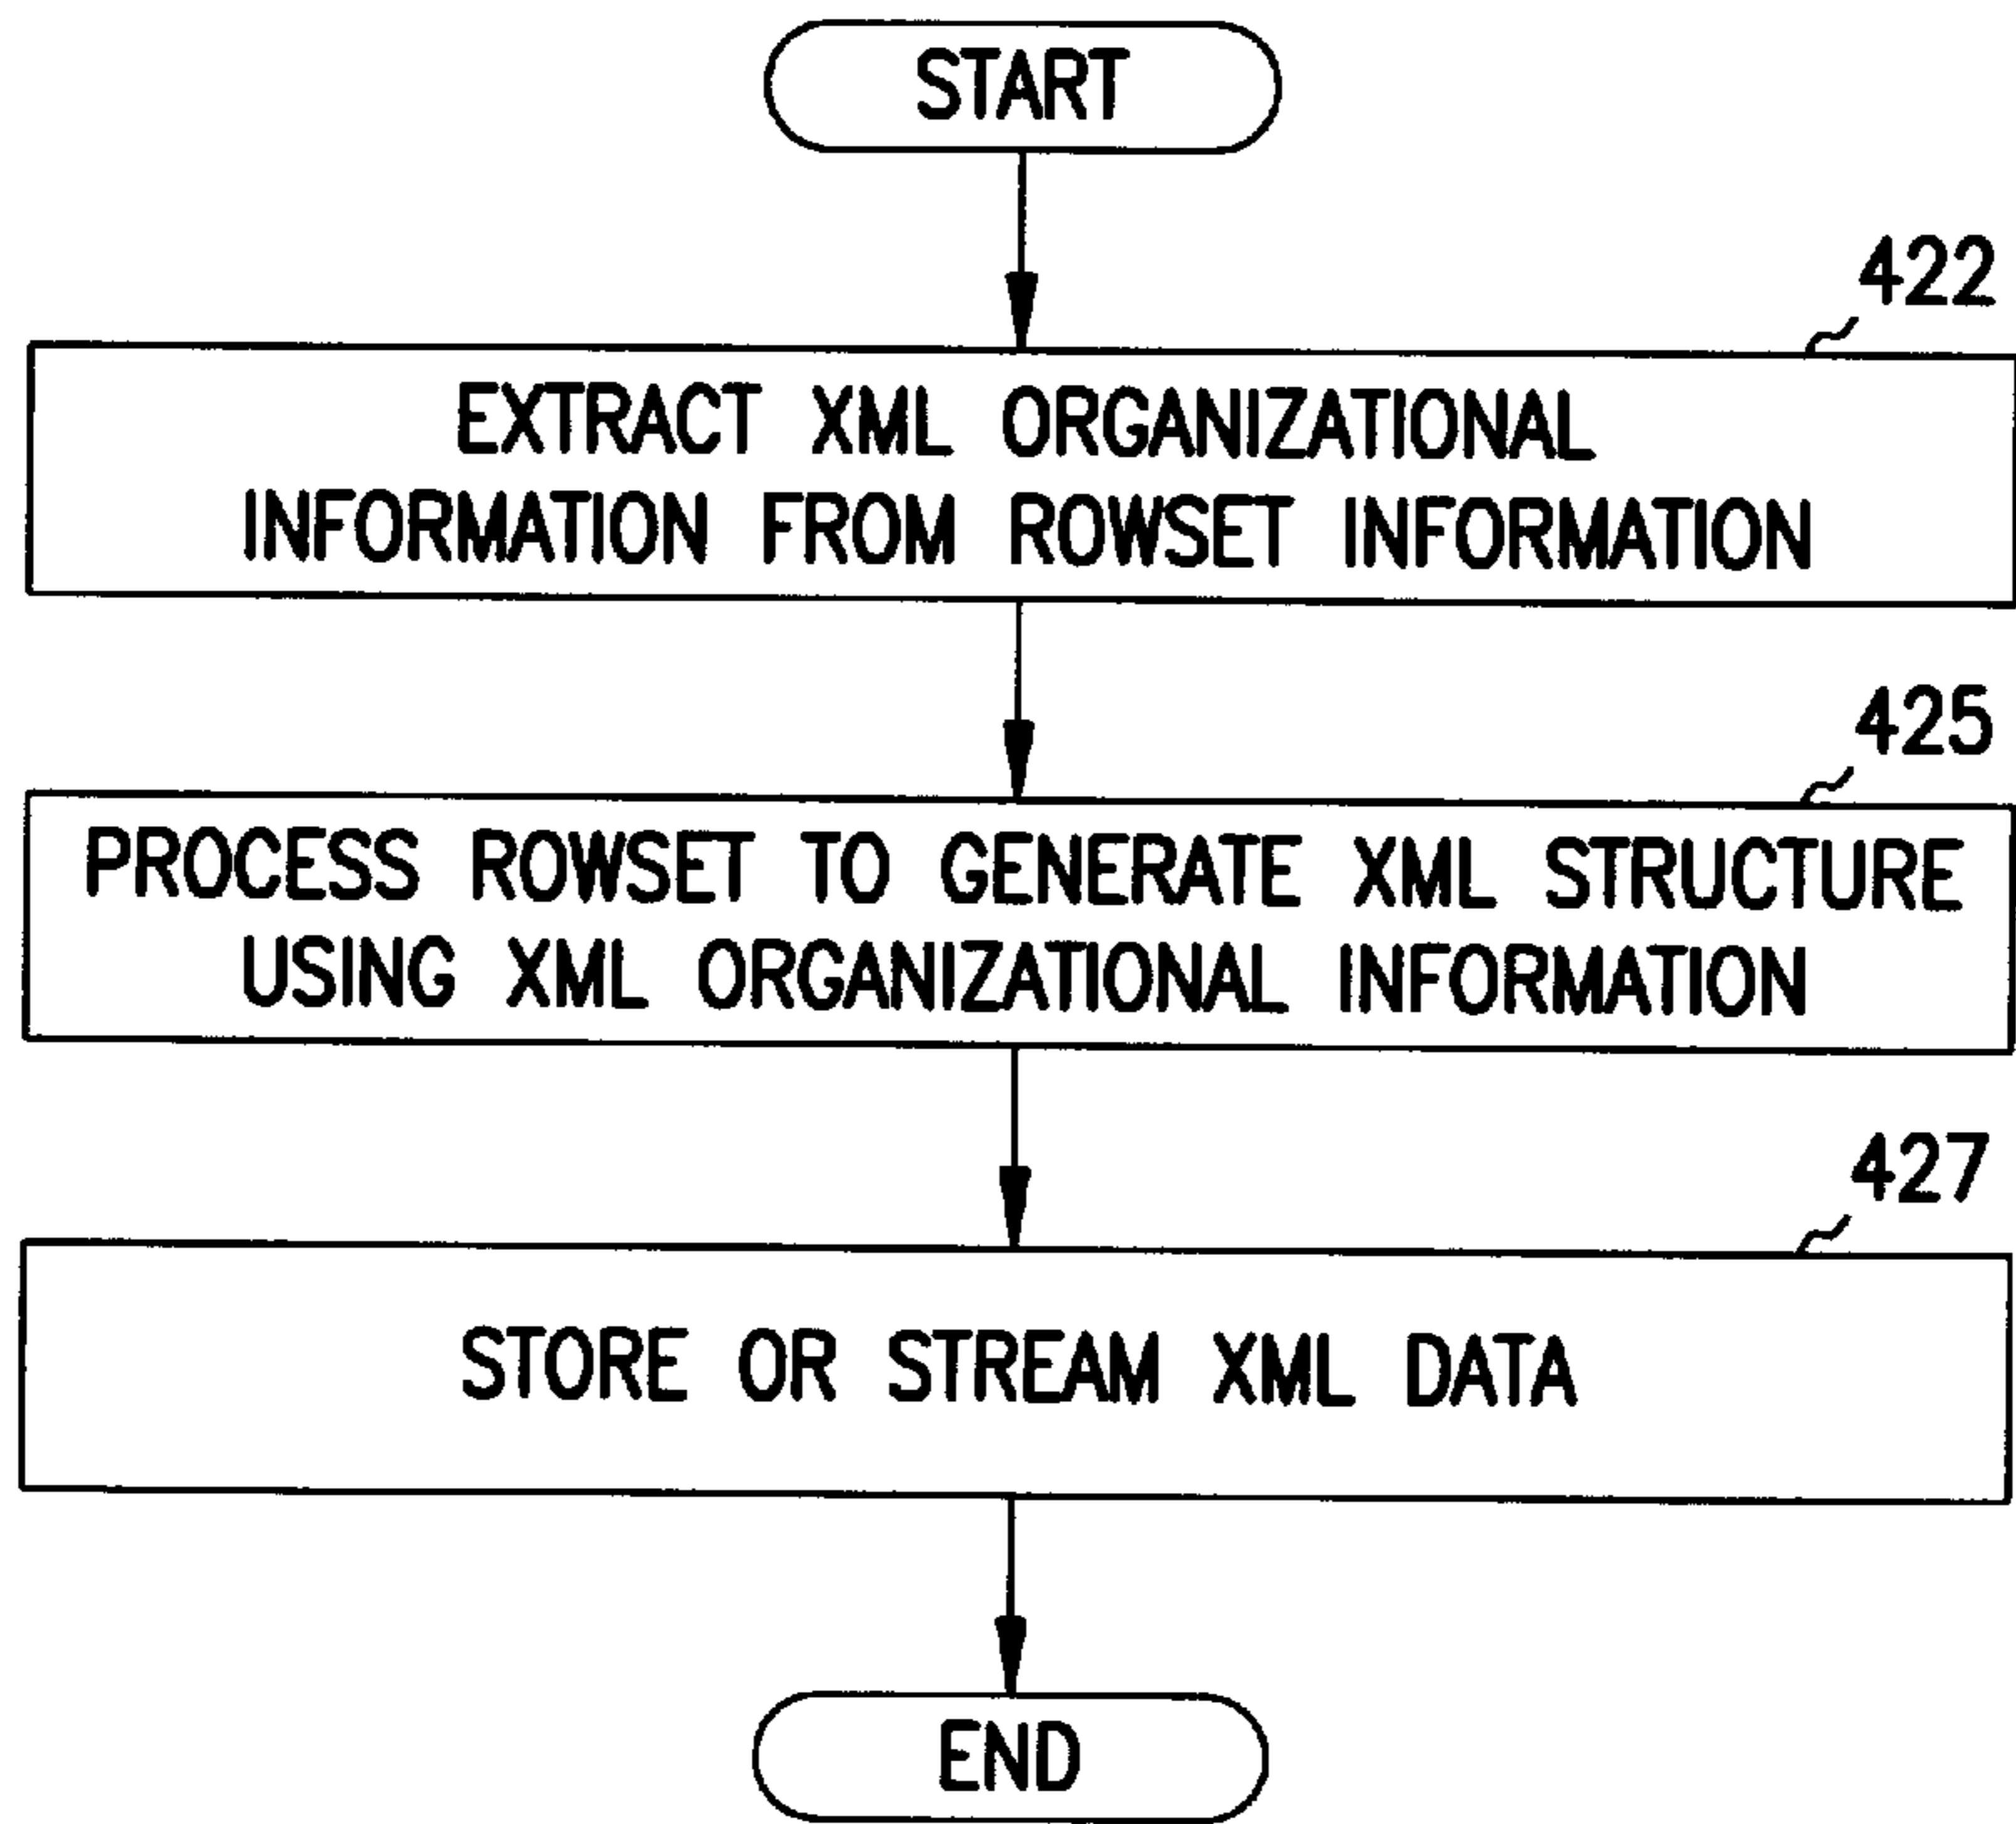 START
422
EXTRACT XML ORGANIZATIONAL
INFORMATION FROM ROWSET INFORMATION
425
PROCESS ROWSET TO GENERATE XML STRUCTURE
USING XML ORGANIZATIONAL INFORMATION
427
STORE OR STREAM XML DATA
END